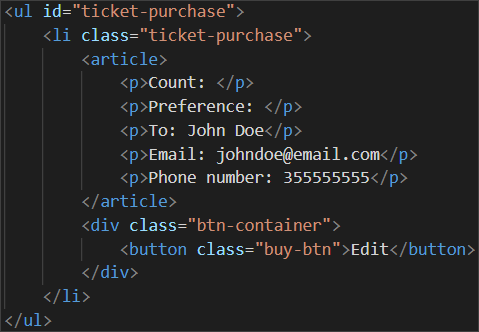 <ul id="ticket-purchase">
<li class="ticket-purchase">
<article>
<p>Count: </p>
<p>Preference: </p>
<p>To: John Doe</p>
<p>Email: johndoe@email.com</p>
<p>Phone number: 355555555</p>
</article>
<div class="btn-container">
<button class="buy-btn">Edit</button>
</div>
</li>
</ul>